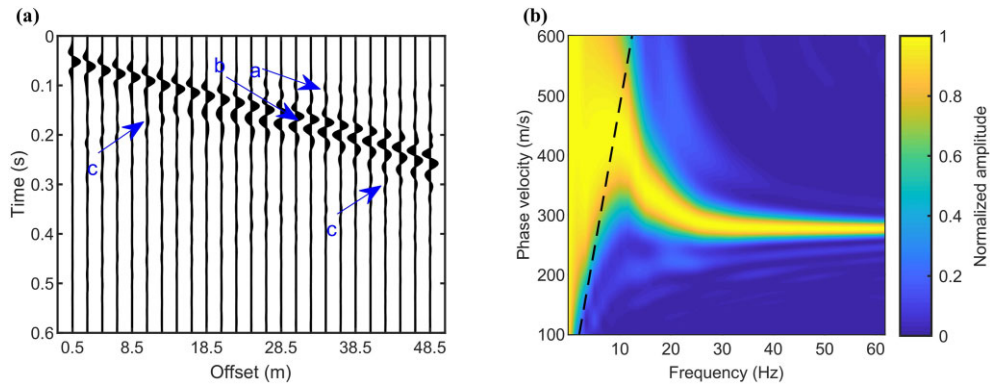 (a)
0
0.1
0.2
0.3
0.4
0.5
0.6
Time (s)
a
b
c
c
0.5 8.5 18.5 28.5 38.5 48.5
Offset (m)
(b)
600
500
400
300
200
100
Phase velocity (m/s)
10 20 30 40 50 60
Frequency (Hz)
1
0.8
0.6
0.4
0.2
0
Normalized amplitude